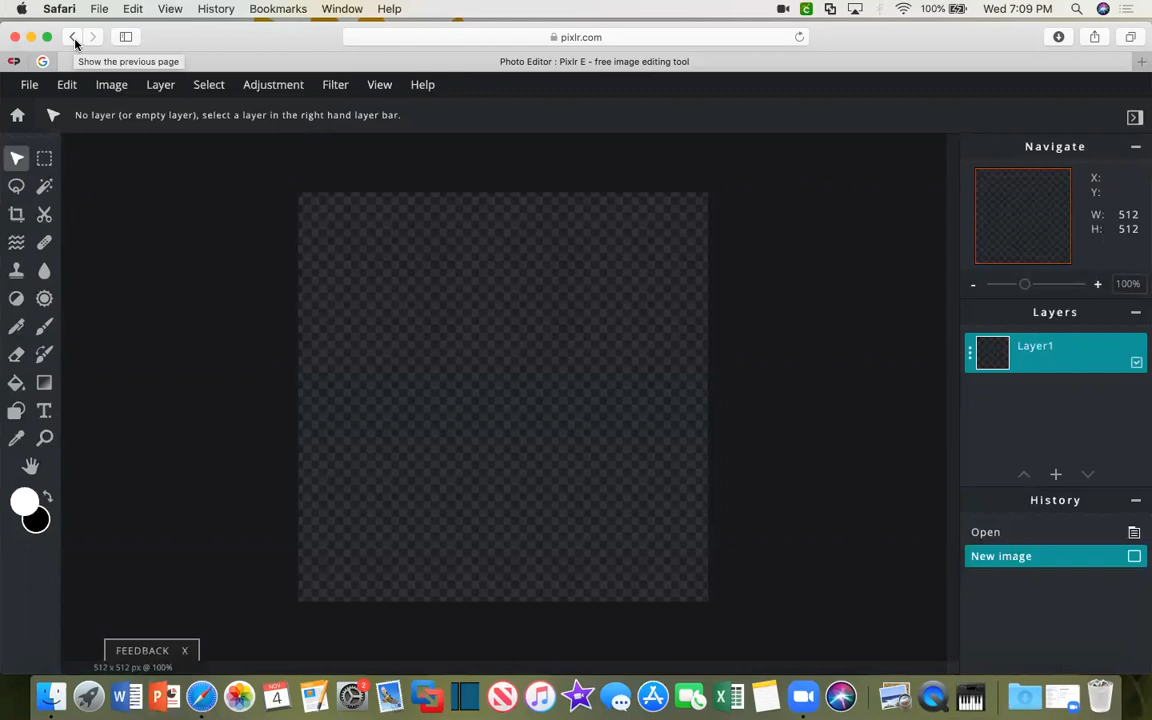 Safari File Edit View History Bookmarks Window Help 100% Wed 7:09 PM
pixlr.com
Show the previous page
Photo Editor : Pixlr E - free image editing tool
File Edit Image Layer Select Adjustment Filter View Help
No layer (or empty layer), select a layer in the right hand layer bar.
Navigate
X:
Y:
W: 512
H: 512
- + 100%
Layers
Layer1
History
Open
New image
FEEDBACK X
512 x 512 px @ 100%
NOV
4
2